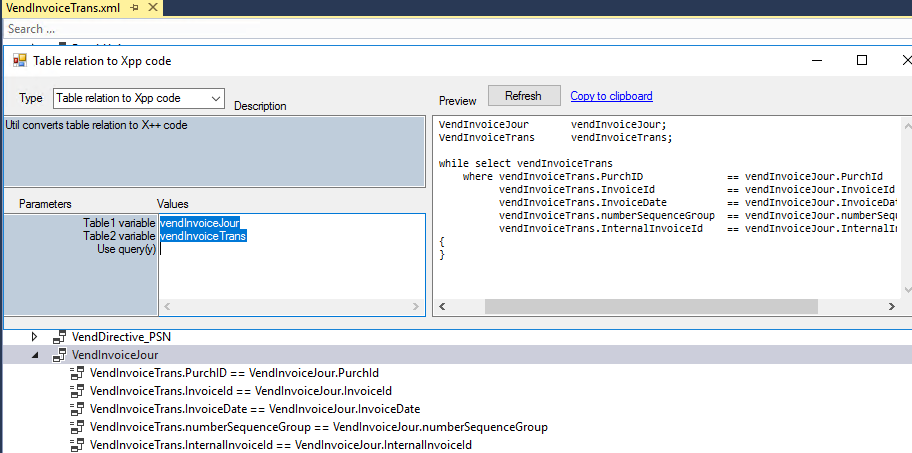 VendInvoiceTrans.xml
Search ...
Table relation to Xpp code
Type Table relation to Xpp code Description
Util converts table relation to X++ code
Parameters Values
Table1 variable vendInvoiceJour
Table2 variable vendInvoiceTrans
Use query(y)
Preview Refresh Copy to clipboard
VendInvoiceJour vendInvoiceJour;
VendInvoiceTrans vendInvoiceTrans;
while select vendInvoiceTrans
where vendInvoiceTrans.PurchID == vendInvoiceJour.PurchId
vendInvoiceTrans.InvoiceId == vendInvoiceJour.InvoiceId
vendInvoiceTrans.InvoiceDate == vendInvoiceJour.InvoiceDat
vendInvoiceTrans.numberSequenceGroup == vendInvoiceJour.numberSequ
vendInvoiceTrans.InternalInvoiceId == vendInvoiceJour.InternalIn
{
}
VendDirective_PSN
VendInvoiceJour
VendInvoiceTrans.PurchID == VendInvoiceJour.PurchId
VendInvoiceTrans.InvoiceId == VendInvoiceJour.InvoiceId
VendInvoiceTrans.InvoiceDate == VendInvoiceJour.InvoiceDate
VendInvoiceTrans.numberSequenceGroup == VendInvoiceJour.numberSequenceGroup
VendInvoiceTrans.InternalInvoiceId == VendInvoiceJour.InternalInvoiceId